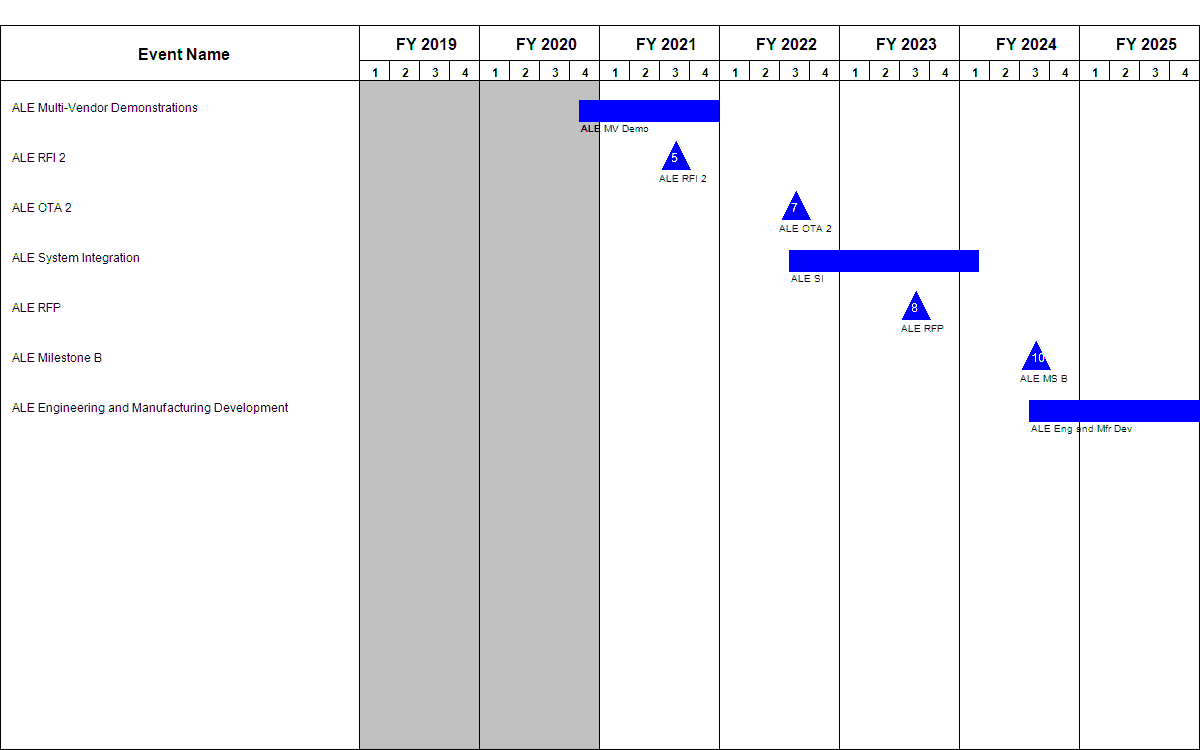 Event Name FY 2019 FY 2020 FY 2021 FY 2022 FY 2023 FY 2024 FY 2025
1 2 3 4 1 2 3 4 1 2 3 4 1 2 3 4 1 2 3 4 1 2 3 4 1 2 3 4
ALE Multi-Vendor Demonstrations
ALE MV Demo
ALE RFI 2 5
ALE RFI 2
ALE OTA 2 7
ALE OTA 2
ALE System Integration
ALE SI
ALE RFP 8
ALE RFP
ALE Milestone B 10
ALE MS B
ALE Engineering and Manufacturing Development
ALE Eng and Mfr Dev